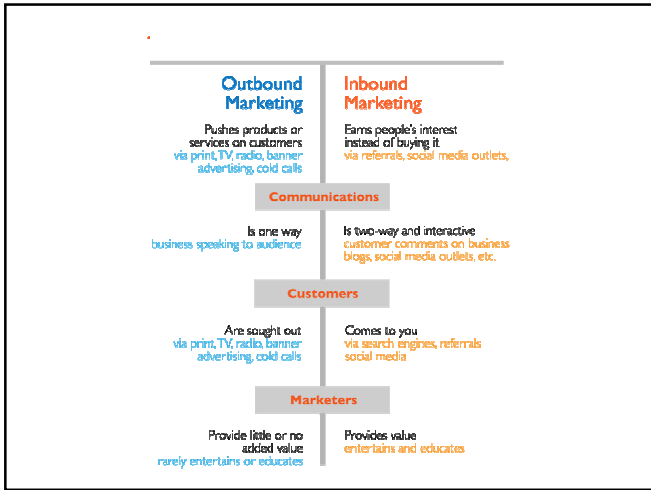 Outbound
Marketing
Pushes products or
services on customers
via print, TV, radio, banner
advertising, cold calls
Inbound
Marketing
Earns people's interest
instead of buying it
via referrals, social media outlets,
Communications
Is one way
business speaking to audience
Is two-way and interactive
customer comments on business
blogs, social media outlets, etc.
Customers
Are sought out
via print, TV, radio, banner
advertising, cold calls
Comes to you
via search engines, referrals
social media
Marketers
Provide little or no
added value
rarely entertains or educates
Provides value
entertains and educates